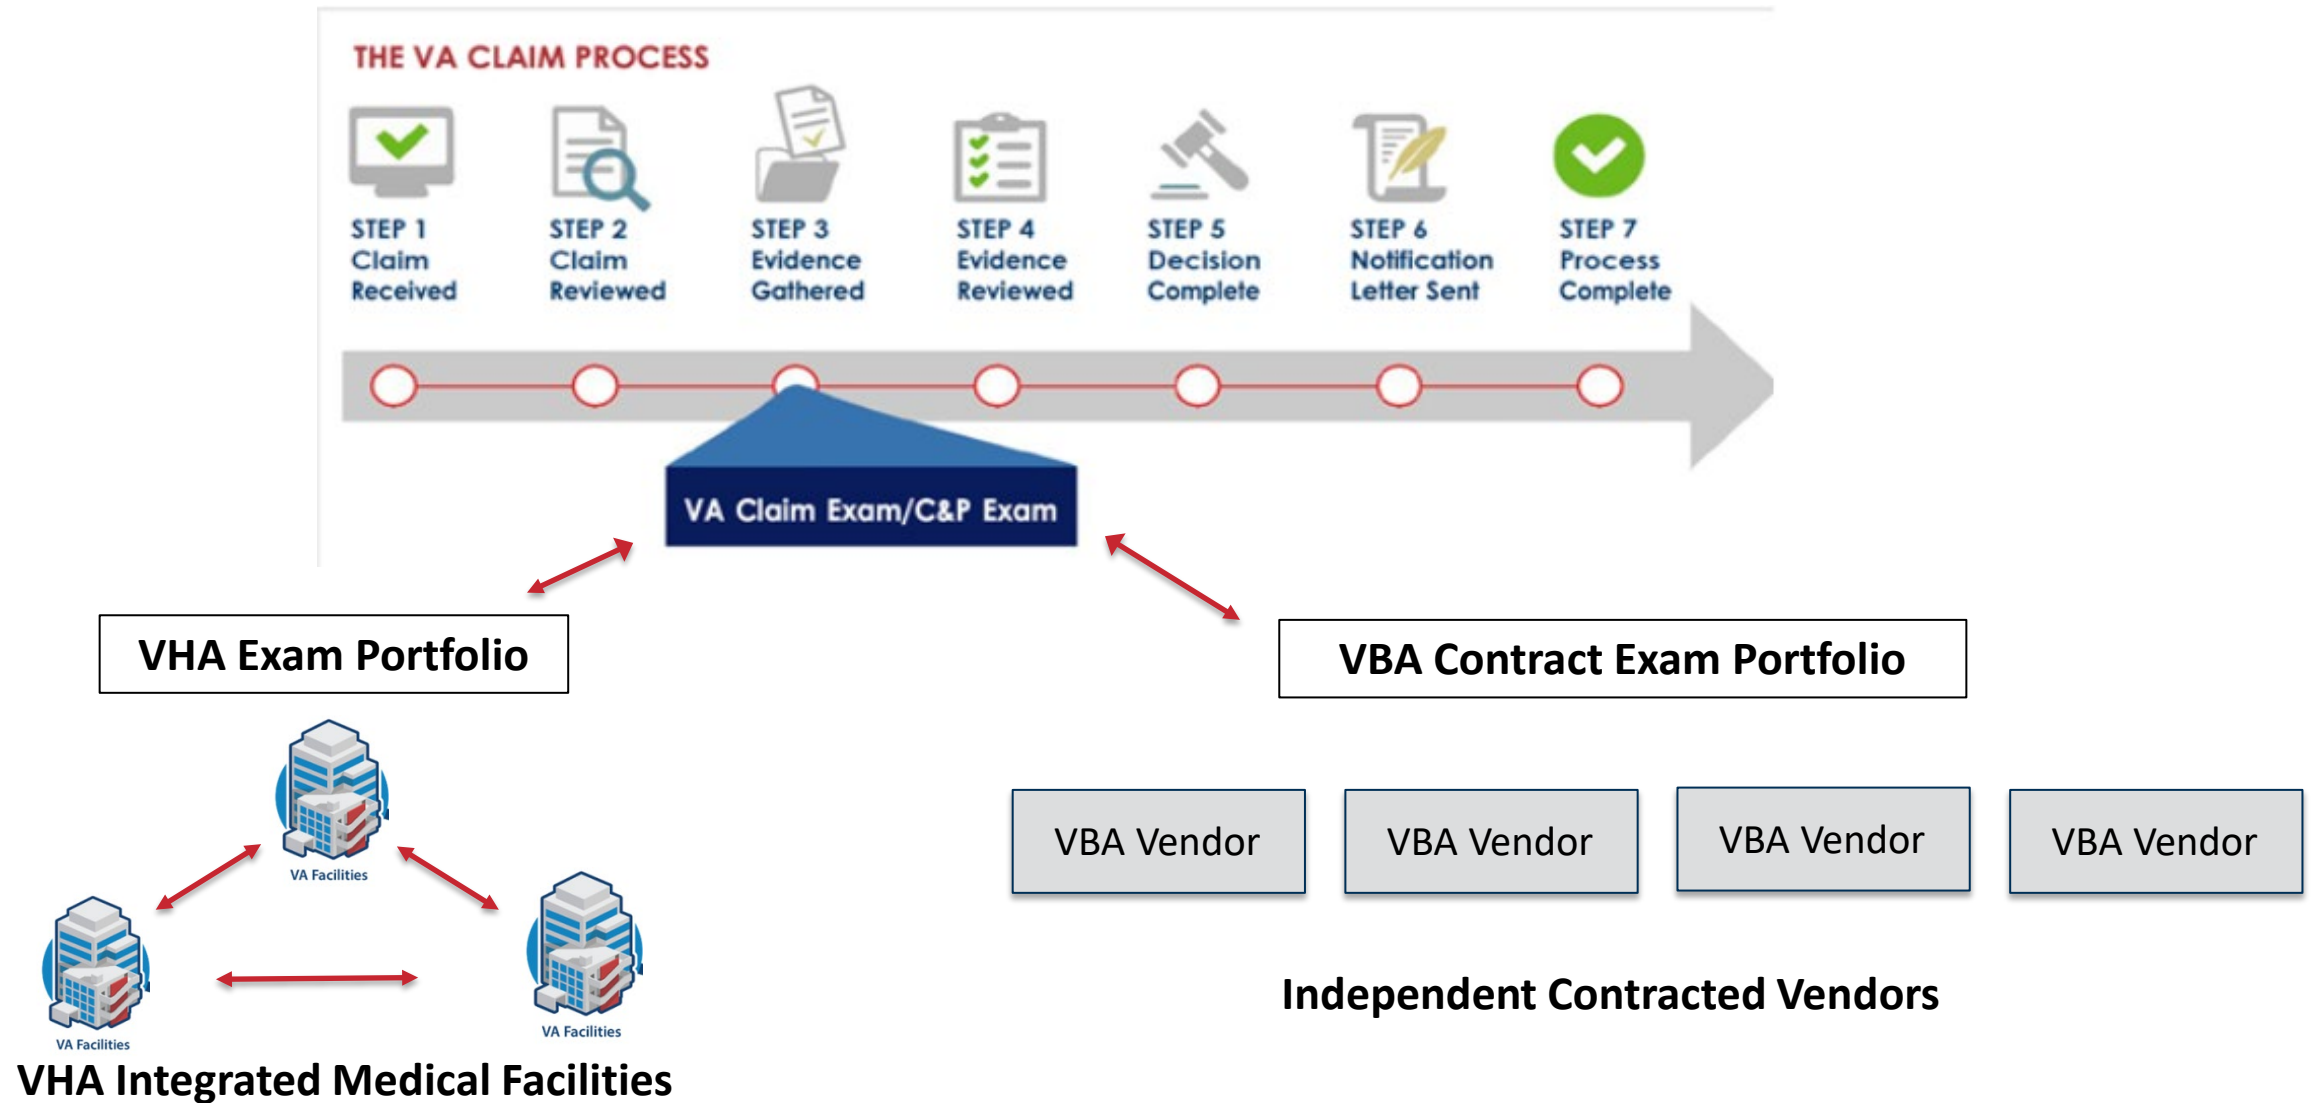 THE VA CLAIM PROCESS
STEP 1
Claim
Received
STEP 2
Claim
Reviewed
STEP 3
Evidence
Gathered
STEP 4
Evidence
Reviewed
STEP 5
Decision
Complete
STEP 6
Notification
Letter Sent
STEP 7
Process
Complete
VA Claim Exam/C&P Exam
VHA Exam Portfolio
VBA Contract Exam Portfolio
VA Facilities
VA Facilities
VA Facilities
VHA Integrated Medical Facilities
VBA Vendor
VBA Vendor
VBA Vendor
VBA Vendor
Independent Contracted Vendors